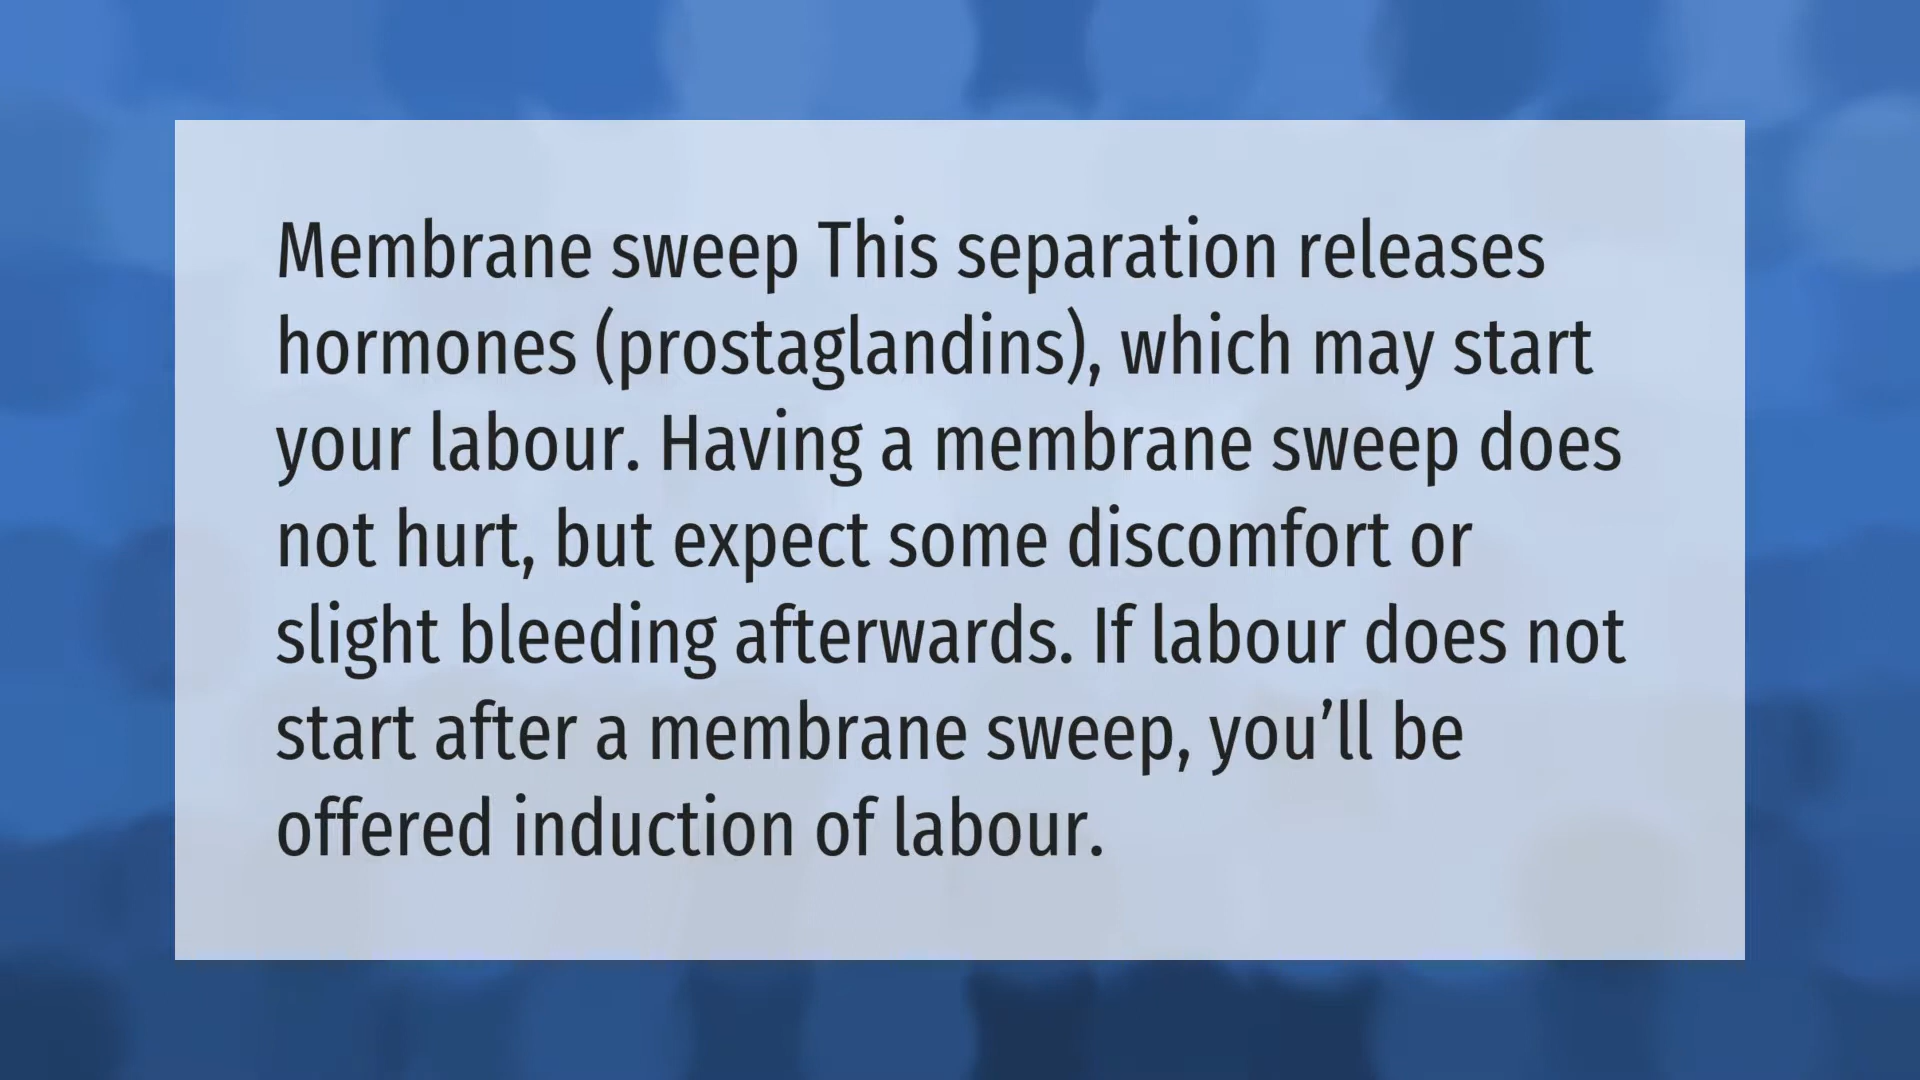 Membrane sweep This separation releases
hormones (prostaglandins), which may start
your labour. Having a membrane sweep does
not hurt, but expect some discomfort or
slight bleeding afterwards. If labour does not
start after a membrane sweep, you’ll be
offered induction of labour.